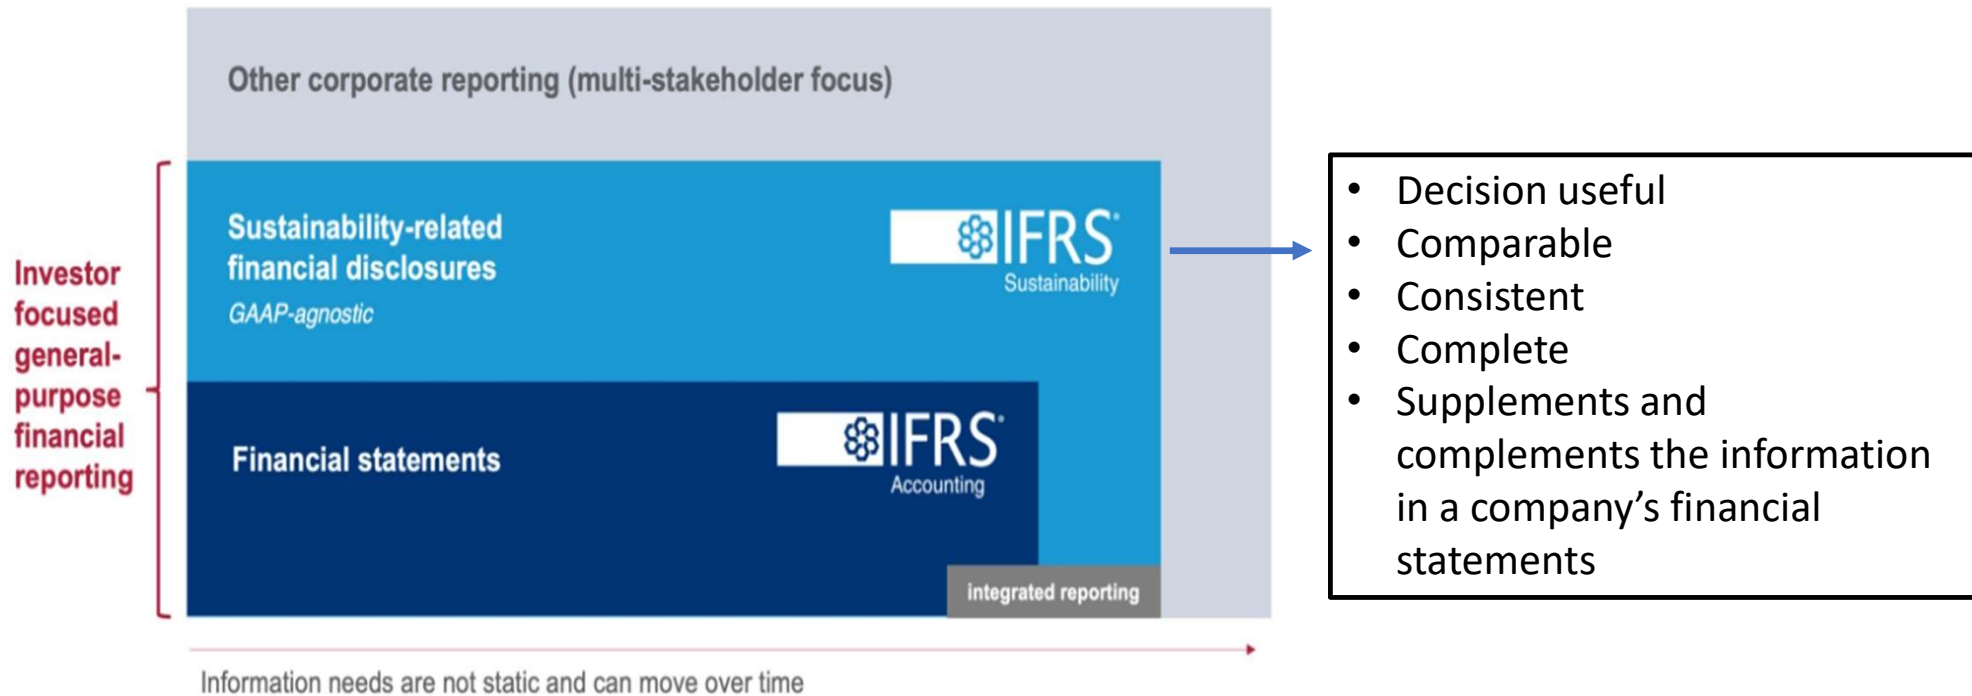 Other corporate reporting (multi-stakeholder focus)
Investor
focused
general-
purpose
financial
reporting
Sustainability-related
financial disclosures
GAAP-agnostic
IFRS®
Sustainability
Financial statements
IFRS®
Accounting
integrated reporting
Information needs are not static and can move over time
• Decision useful
• Comparable
• Consistent
• Complete
• Supplements and
complements the information
in a company’s financial
statements